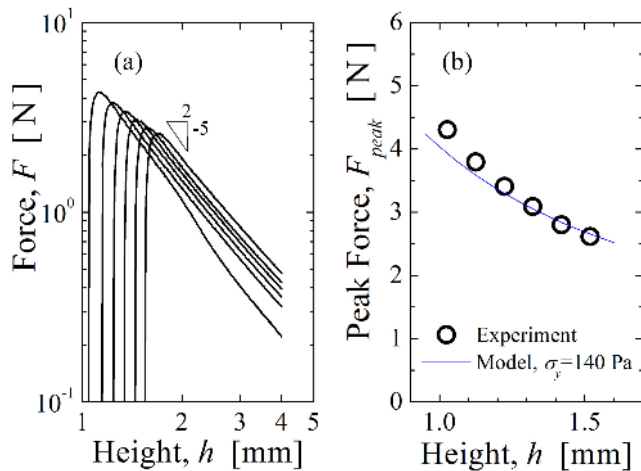 (a)
Force, F [N]
10¹
10⁰
10⁻¹
2
-5
1 2 3 4 5
Height, h [mm]
(b)
Peak Force, F_peak [N]
6
5
4
3
2
1
0
Experiment
Model, σ_y=140 Pa
1.0 1.5
Height, h [mm]